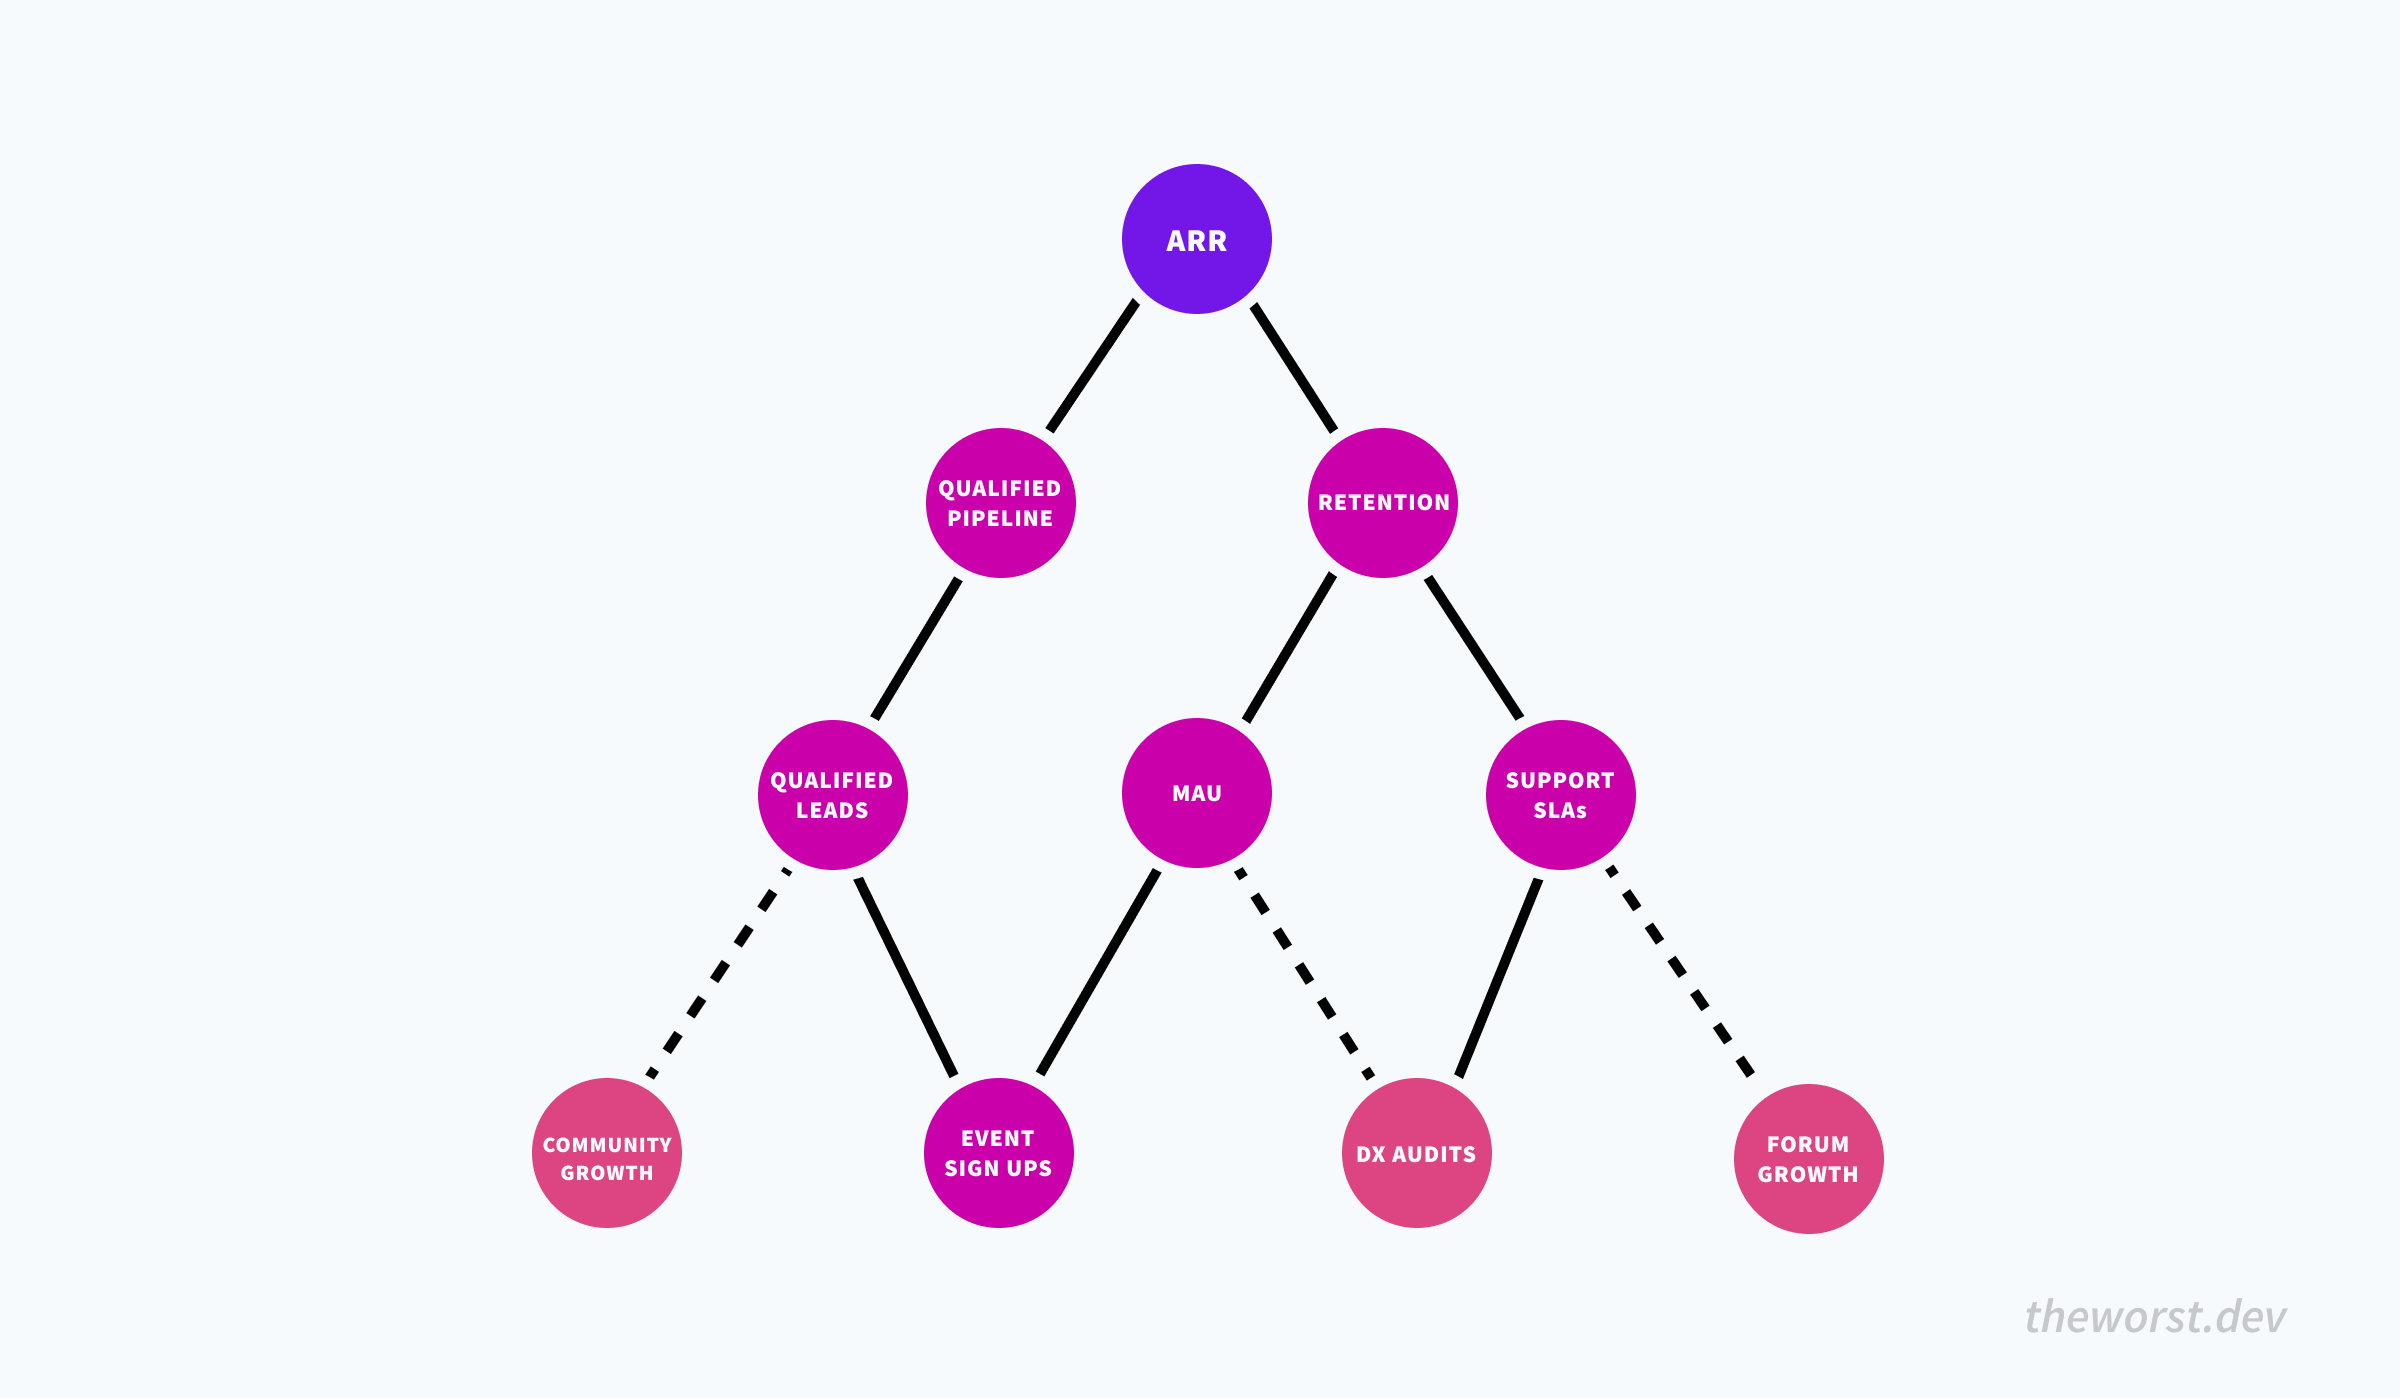 ARR
QUALIFIED
PIPELINE
RETENTION
QUALIFIED
LEADS
MAU
SUPPORT
SLAs
COMMUNITY
GROWTH
EVENT
SIGN UPS
DX AUDITS
FORUM
GROWTH
theworst.dev